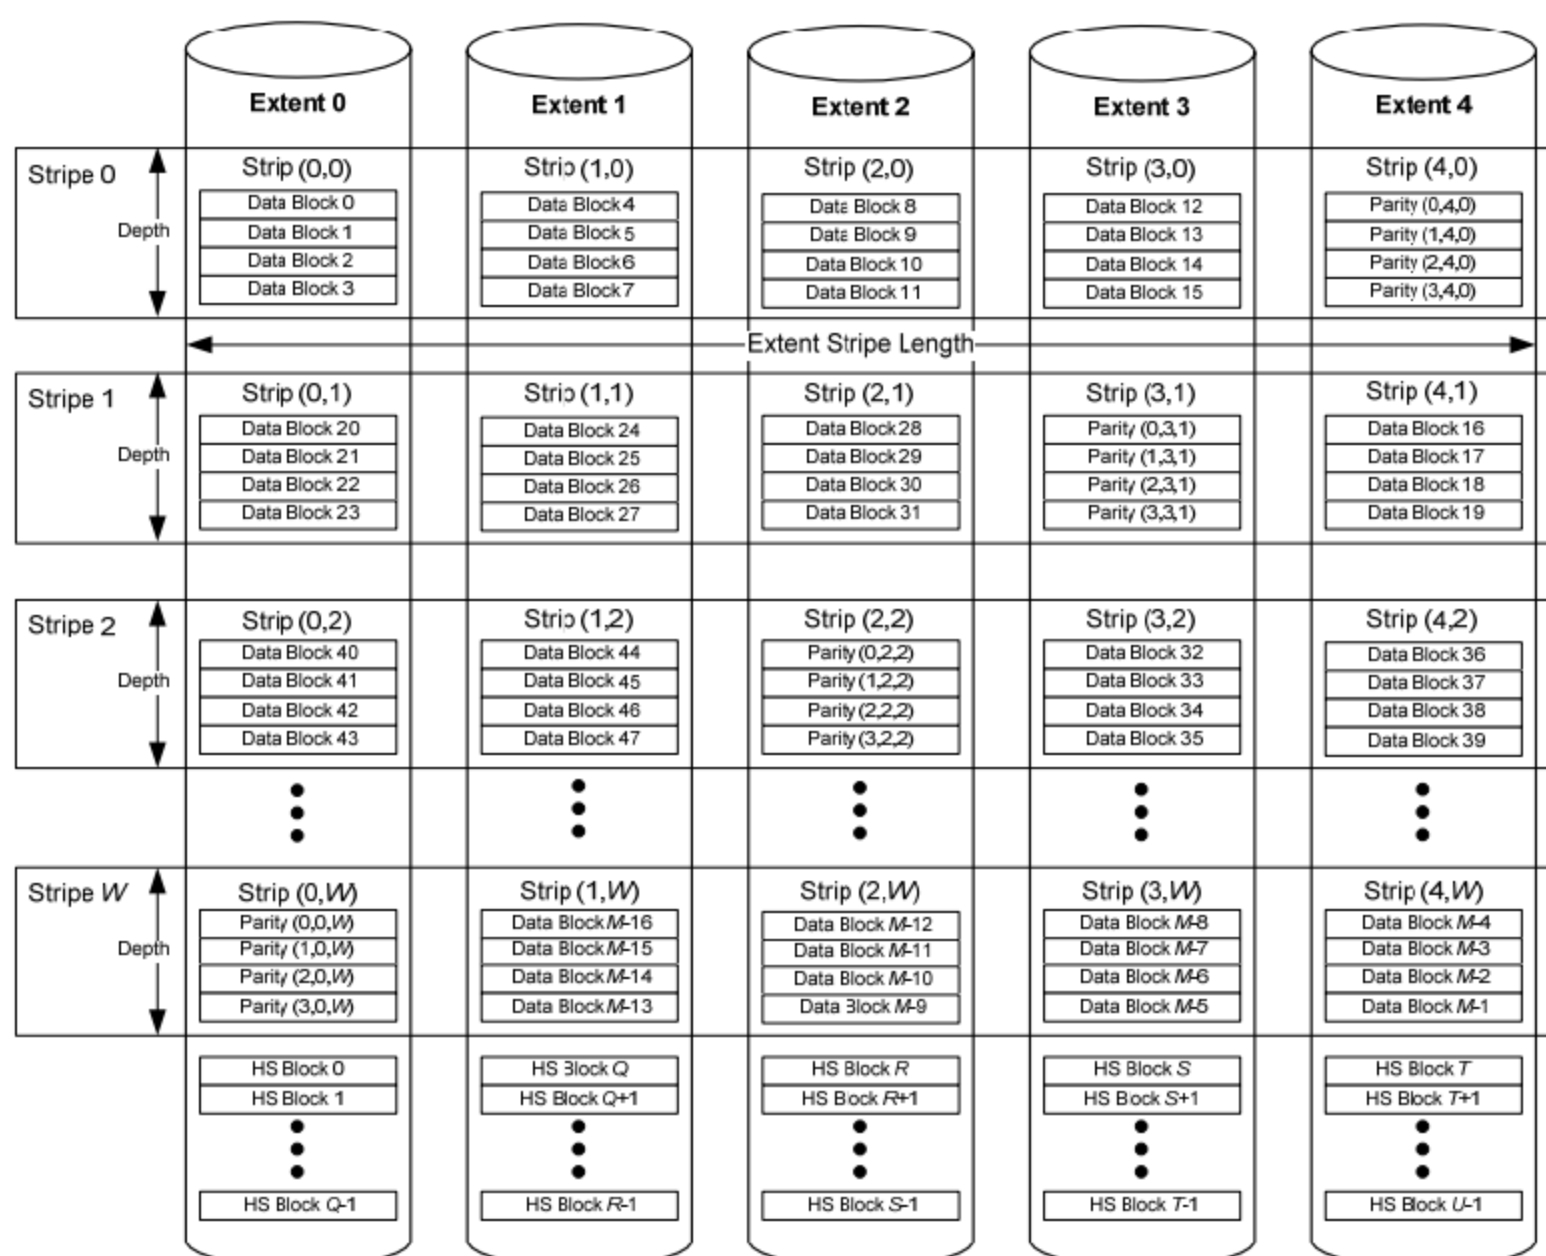 Extent 0 Extent 1 Extent 2 Extent 3 Extent 4
Stripe 0 Strip (0,0) Strip (1,0) Strip (2,0) Strip (3,0) Strip (4,0)
Data Block 0 Data Block 4 Data Block 8 Data Block 12 Parity (0,4,0)
Depth Data Block 1 Data Block 5 Data Block 9 Data Block 13 Parity (1,4,0)
Data Block 2 Data Block 6 Data Block 10 Data Block 14 Parity (2,4,0)
Data Block 3 Data Block 7 Data Block 11 Data Block 15 Parity (3,4,0)
Extent Stripe Length
Stripe 1 Strip (0,1) Strip (1,1) Strip (2,1) Strip (3,1) Strip (4,1)
Data Block 20 Data Block 24 Data Block 28 Parity (0,3,1) Data Block 16
Depth Data Block 21 Data Block 25 Data Block 29 Parity (1,3,1) Data Block 17
Data Block 22 Data Block 26 Data Block 30 Parity (2,3,1) Data Block 18
Data Block 23 Data Block 27 Data Block 31 Parity (3,3,1) Data Block 19
Stripe 2 Strip (0,2) Strip (1,2) Strip (2,2) Strip (3,2) Strip (4,2)
Data Block 40 Data Block 44 Parity (0,2,2) Data Block 32 Data Block 36
Depth Data Block 41 Data Block 45 Parity (1,2,2) Data Block 33 Data Block 37
Data Block 42 Data Block 46 Parity (2,2,2) Data Block 34 Data Block 38
Data Block 43 Data Block 47 Parity (3,2,2) Data Block 35 Data Block 39
Stripe W Strip (0,W) Strip (1,W) Strip (2,W) Strip (3,W) Strip (4,W)
Parity (0,0,W) Data Block M-16 Data Block M-12 Data Block M-8 Data Block M-4
Depth Parity (1,0,W) Data Block M-15 Data Block M-11 Data Block M-7 Data Block M-3
Parity (2,0,W) Data Block M-14 Data Block M-10 Data Block M-6 Data Block M-2
Parity (3,0,W) Data Block M-13 Data Block M-9 Data Block M-5 Data Block M-1
HS Block 0 HS Block Q HS Block R HS Block S HS Block T
HS Block 1 HS Block Q+1 HS Block R+1 HS Block S+1 HS Block T+1
HS Block Q-1 HS Block R-1 HS Block S-1 HS Block T-1 HS Block U-1